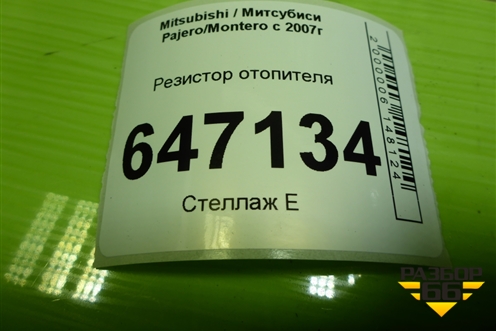 Mitsubishi / Митсубиси
Pajero/Montero с 2007г
Резистор отопителя
647134
Стеллаж Е
2000006148124
РАЗБОР
66